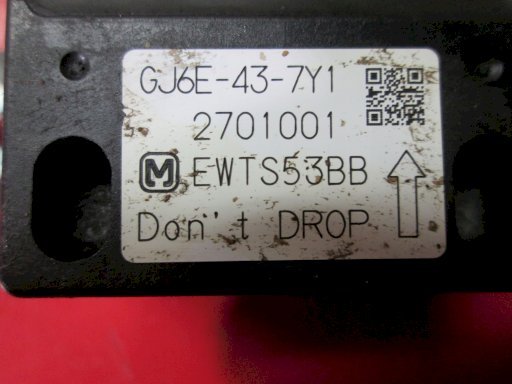 GJ6E-43-7Y1
2701001
M EWTS53BB
Don't DROP